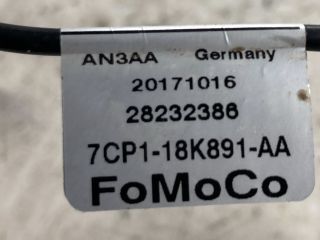 AN3AA Germany
20171016
28232386
7CP1-18K891-AA
FoMoCo